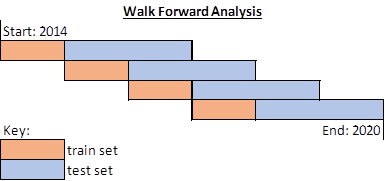 Walk Forward Analysis
Start: 2014
Key:
End: 2020
train set
test set